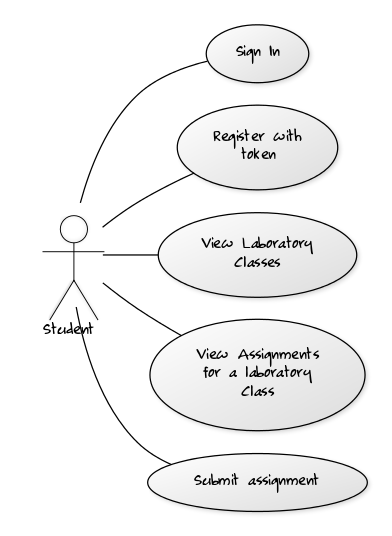 Sign In
Register with
token
View Laboratory
Classes
Student
View Assignments
for a laboratory
Class
Submit assignment